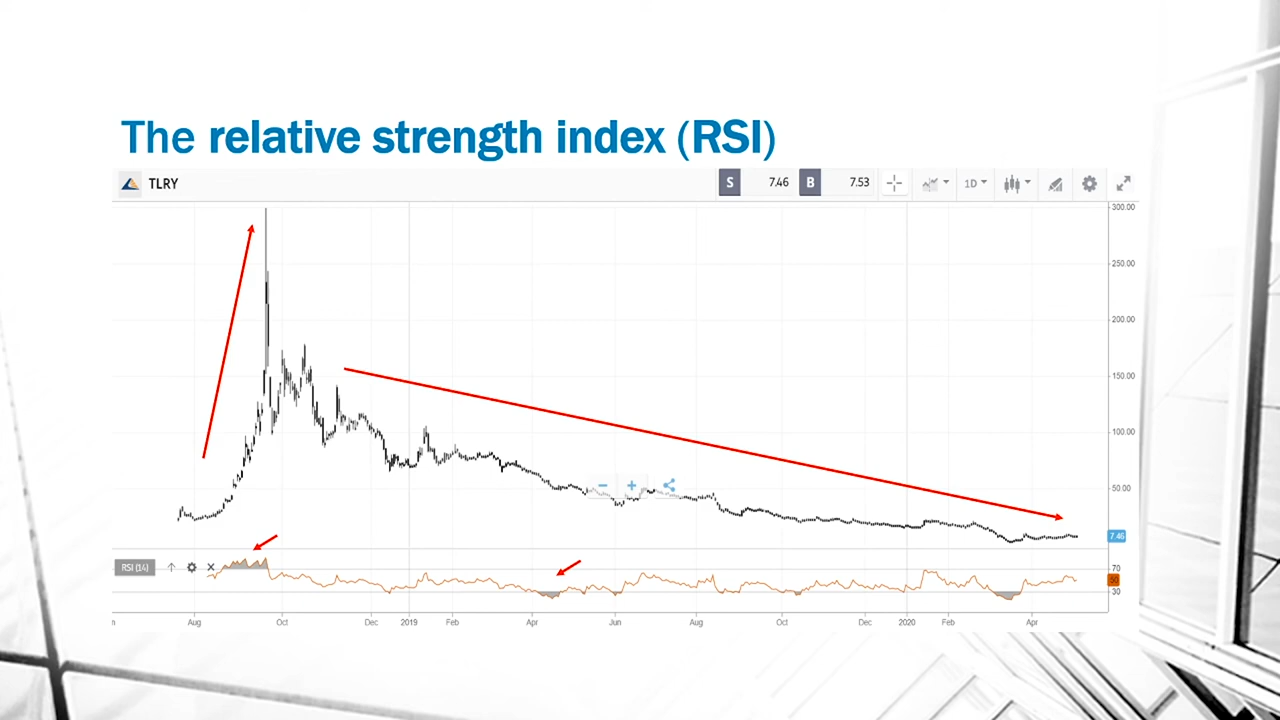 The relative strength index (RSI)
TLRY
S 7.46 B 7.53 1D
300.00
250.00
200.00
150.00
100.00
50.00
7.46
RSI (14)
70
50
30
Aug Oct Dec 2019 Feb Apr Jun Aug Oct Dec 2020 Feb Apr